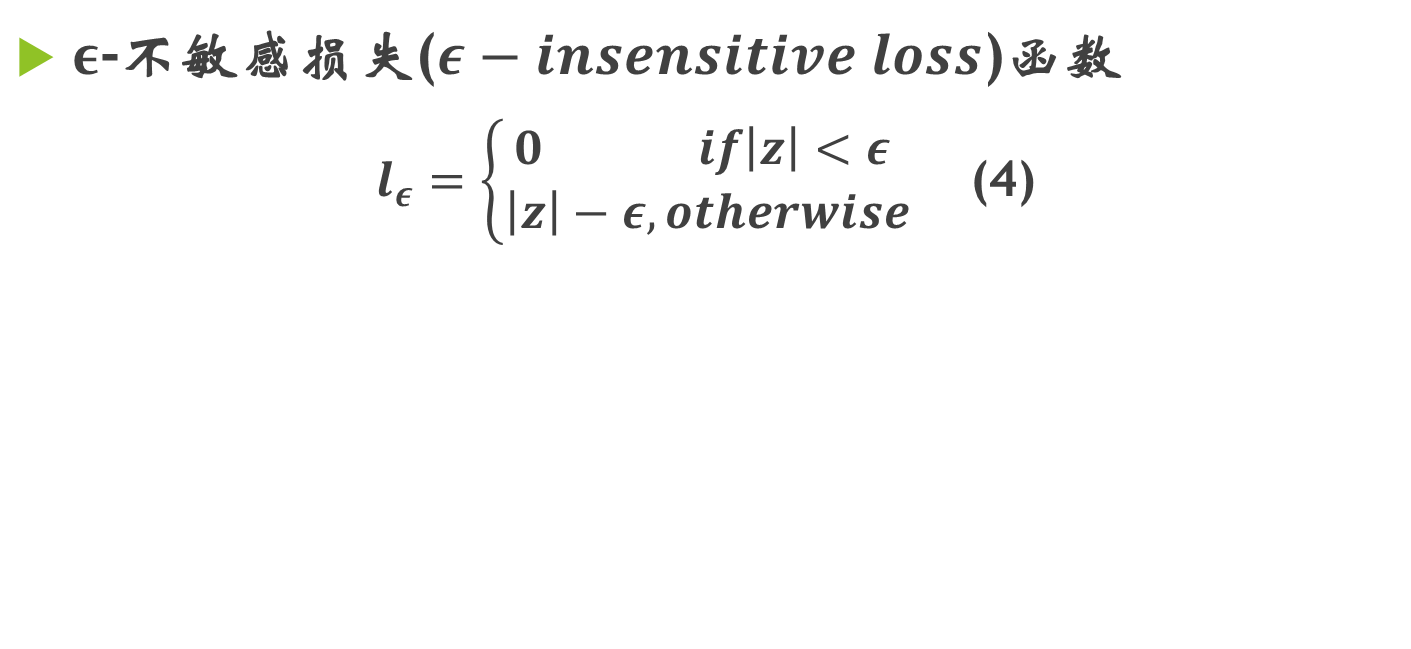 ϵ-不敏感损失(ϵ − insensitive loss)函数
l_ϵ = { 0 if|z| < ϵ
|z| − ϵ, otherwise (4)